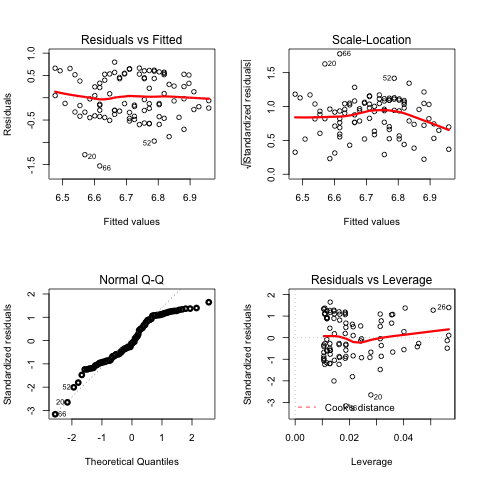 Residuals vs Fitted
Residuals
1.0
0.5
-0.5
-1.5
52
20
66
6.5 6.6 6.7 6.8 6.9
Fitted values
Scale-Location
√|Standardized residuals|
1.5
1.0
0.5
0.0
66
20
52
6.5 6.6 6.7 6.8 6.9
Fitted values
Normal Q-Q
Standardized residuals
2
1
0
-1
-2
-3
52
20
66
-2 -1 0 1 2
Theoretical Quantiles
Residuals vs Leverage
Standardized residuals
2
1
0
-1
-2
-3
26
20
66
Cook's distance
0.00 0.02 0.04
Leverage